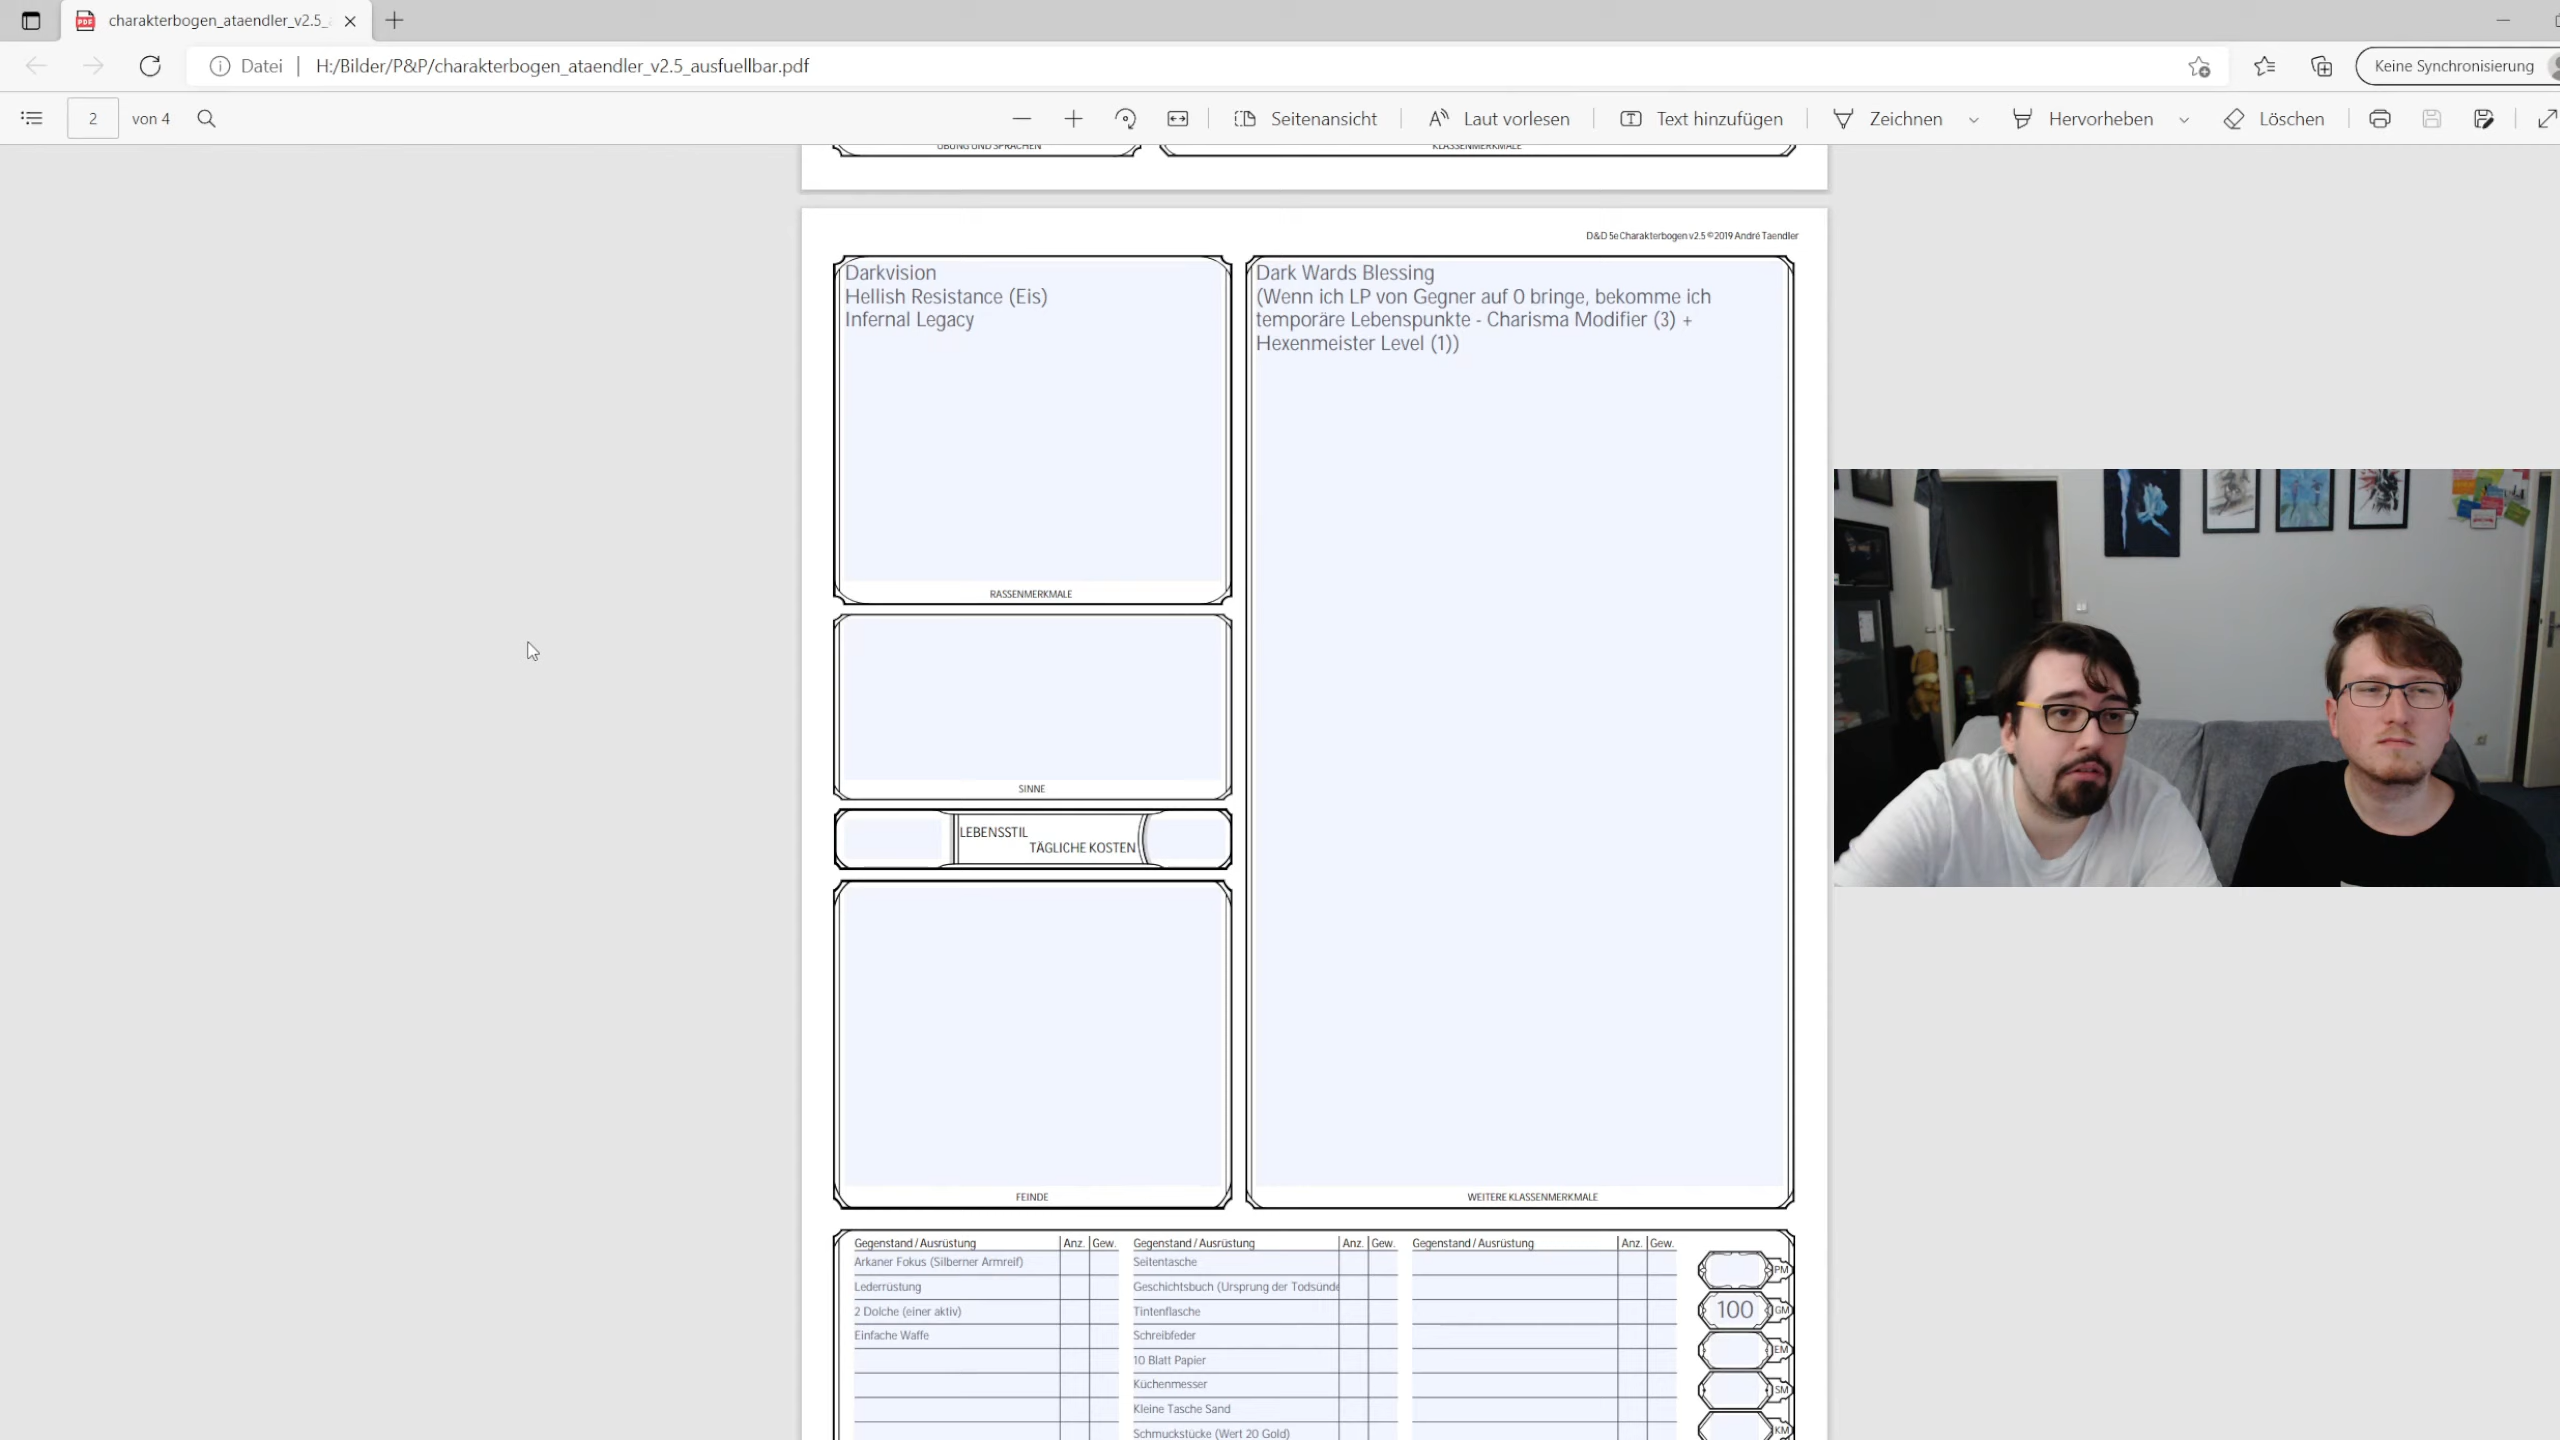 charakterbogen_ataendler_v2.5_
Datei
H:/Bilder/P&P/charakterbogen_ataendler_v2.5_ausfuellbar.pdf
Keine Synchronisierung
2
von 4
Seitenansicht
Laut vorlesen
Text hinzufügen
Zeichnen
Hervorheben
Löschen
ÜBUNG UND SPRACHEN
KLASSENMERKMALE
D&D 5e Charakterbogen v2.5 ©2019 André Taendler
Darkvision
Hellish Resistance (Eis)
Infernal Legacy
RASSENMERKMALE
SINNE
LEBENSSTIL
TÄGLICHE KOSTEN
FEINDE
Dark Wards Blessing
(Wenn ich LP von Gegner auf 0 bringe, bekomme ich
temporäre Lebenspunkte - Charisma Modifier (3) +
Hexenmeister Level (1))
WEITERE KLASSENMERKMALE
Gegenstand / Ausrüstung Anz. Gew.
Arkaner Fokus (Silberner Armreif)
Lederrüstung
2 Dolche (einer aktiv)
Einfache Waffe
Gegenstand / Ausrüstung Anz. Gew.
Seitentasche
Geschichtsbuch (Ursprung der Todsünde
Tintenflasche
Schreibfeder
10 Blatt Papier
Küchenmesser
Kleine Tasche Sand
Schmuckstücke (Wert 20 Gold)
Gegenstand / Ausrüstung Anz. Gew.
PM
100 GM
EM
SM
KM